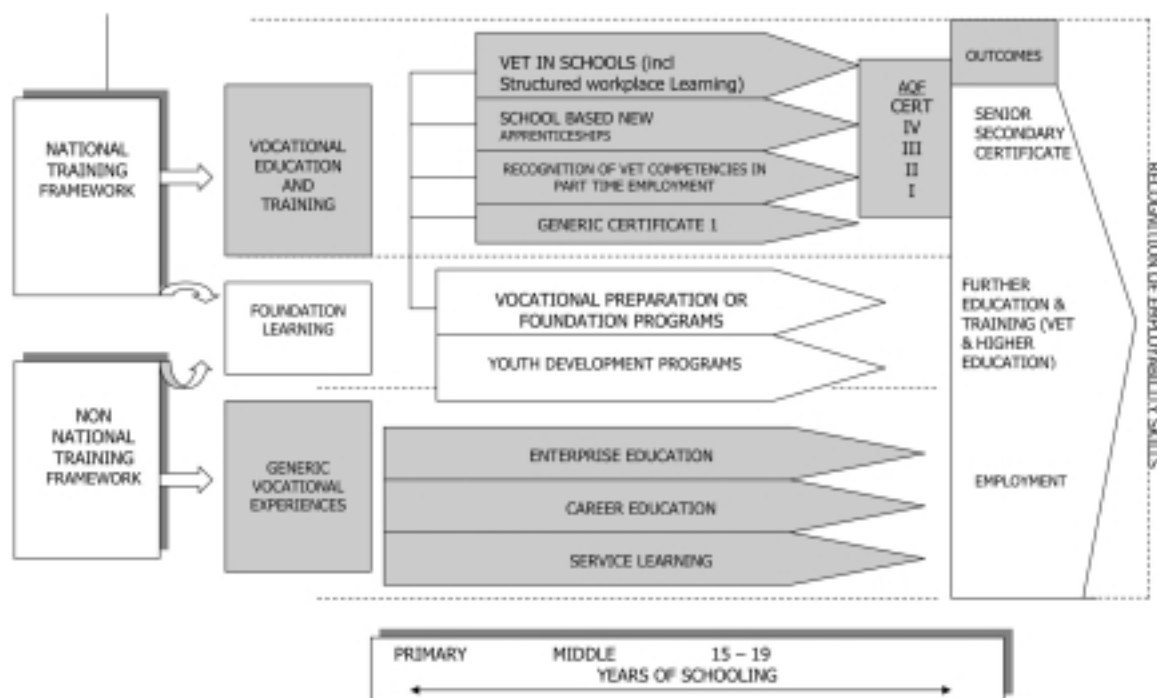 NATIONAL
TRAINING
FRAMEWORK
VOCATIONAL
EDUCATION
AND
TRAINING
VET IN SCHOOLS (incl
Structured workplace Learning)
SCHOOL BASED NEW
APPRENTICESHIPS
RECOGNITION OF VET COMPETENCIES IN
PART TIME EMPLOYMENT
GENERIC CERTIFICATE 1
AQF
CERT
IV
III
II
I
OUTCOMES
SENIOR
SECONDARY
CERTIFICATE
FOUNDATION
LEARNING
VOCATIONAL PREPARATION OR
FOUNDATION PROGRAMS
YOUTH DEVELOPMENT PROGRAMS
FURTHER
EDUCATION &
TRAINING (VET
& HIGHER
EDUCATION)
NON
NATIONAL
TRAINING
FRAMEWORK
GENERIC
VOCATIONAL
EXPERIENCES
ENTERPRISE EDUCATION
CAREER EDUCATION
SERVICE LEARNING
EMPLOYMENT
RECOGNITION OF EMPLOYABILITY SKILLS
PRIMARY MIDDLE 15 – 19
YEARS OF SCHOOLING